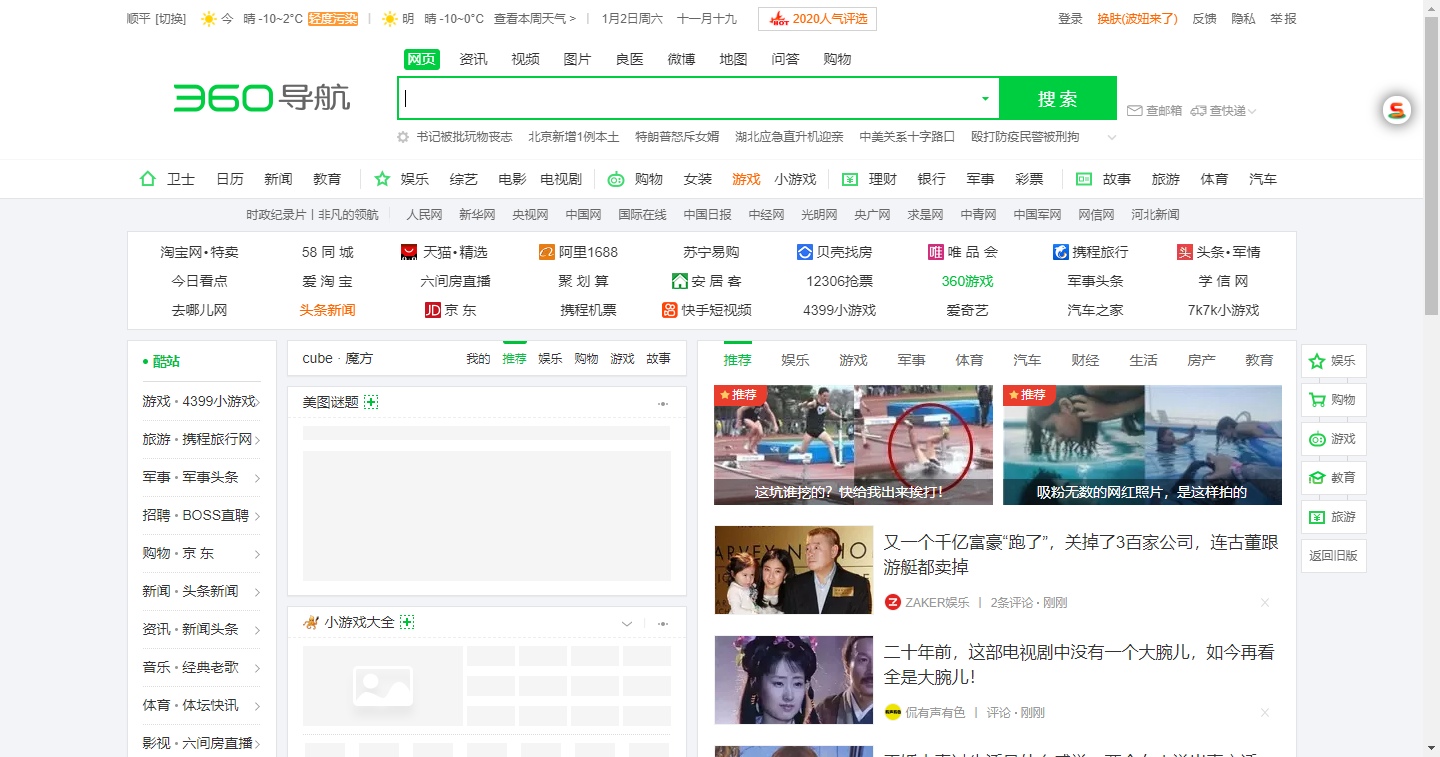 顺平 [切换] 今 晴 -10~2°C 轻度污染 | 明 晴 -10~0°C 查看本周天气 > | 1月2日周六 十一月十九 HOT 2020人气评选 登录 换肤(波妞来了) 反馈 隐私 举报
网页 资讯 视频 图片 良医 微博 地图 问答 购物
360导航
搜索
查邮箱 查快递
书记被批玩物丧志 北京新增1例本土 特朗普怒斥女婿 湖北应急直升机迎亲 中美关系十字路口 殴打防疫民警被刑拘
卫士 日历 新闻 教育 娱乐 综艺 电影 电视剧 购物 女装 游戏 小游戏 理财 银行 军事 彩票 故事 旅游 体育 汽车
时政纪录片丨非凡的领航 人民网 新华网 央视网 中国网 国际在线 中国日报 中经网 光明网 央广网 求是网 中青网 中国军网 网信网 河北新闻
淘宝网•特卖 58 同 城 天猫•精选 阿里1688 苏宁易购 贝壳找房 唯 唯 品 会 携程旅行 头 头条•军情
今日看点 爱 淘 宝 六间房直播 聚 划 算 安 居 客 12306抢票 360游戏 军事头条 学 信 网
去哪儿网 头条新闻 JD 京 东 携程机票 快手短视频 4399小游戏 爱奇艺 汽车之家 7k7k小游戏
• 酷站
游戏 • 4399小游戏
旅游 • 携程旅行网
军事 • 军事头条
招聘 • BOSS直聘
购物 • 京 东
新闻 • 头条新闻
资讯 • 新闻头条
音乐 • 经典老歌
体育 • 体坛快讯
影视 • 六间房直播
cube · 魔方 我的 推荐 娱乐 购物 游戏 故事
美图谜题
小游戏大全
推荐 娱乐 游戏 军事 体育 汽车 财经 生活 房产 教育
推荐
这坑谁挖的？快给我出来挨打！
推荐
吸粉无数的网红照片，是这样拍的
又一个千亿富豪“跑了”，关掉了3百家公司，连古董跟
游艇都卖掉
ZAKER娱乐 | 2条评论 · 刚刚
二十年前，这部电视剧中没有一个大腕儿，如今再看
全是大腕儿！
侃有声有色 | 评论 · 刚刚
娱乐
购物
游戏
教育
旅游
返回旧版